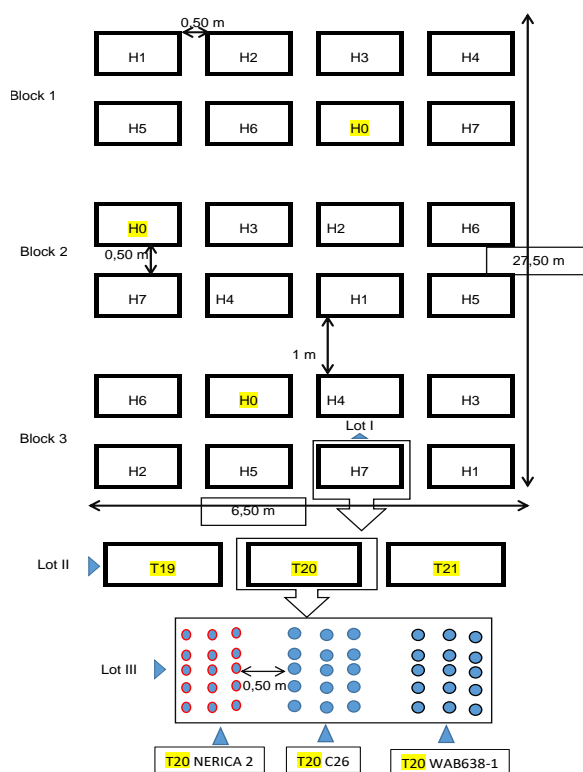 0,50 m
H1 H2 H3 H4
Block 1
H5 H6 H0 H7
H0 H3 H2 H6
Block 2
0,50 m
27,50 m
H7 H4 H1 H5
1 m
H6 H0 H4 H3
Lot I
Block 3
H2 H5 H7 H1
6,50 m
Lot II
T19 T20 T21
Lot III
0,50 m
T20 NERICA 2 T20 C26 T20 WAB638-1